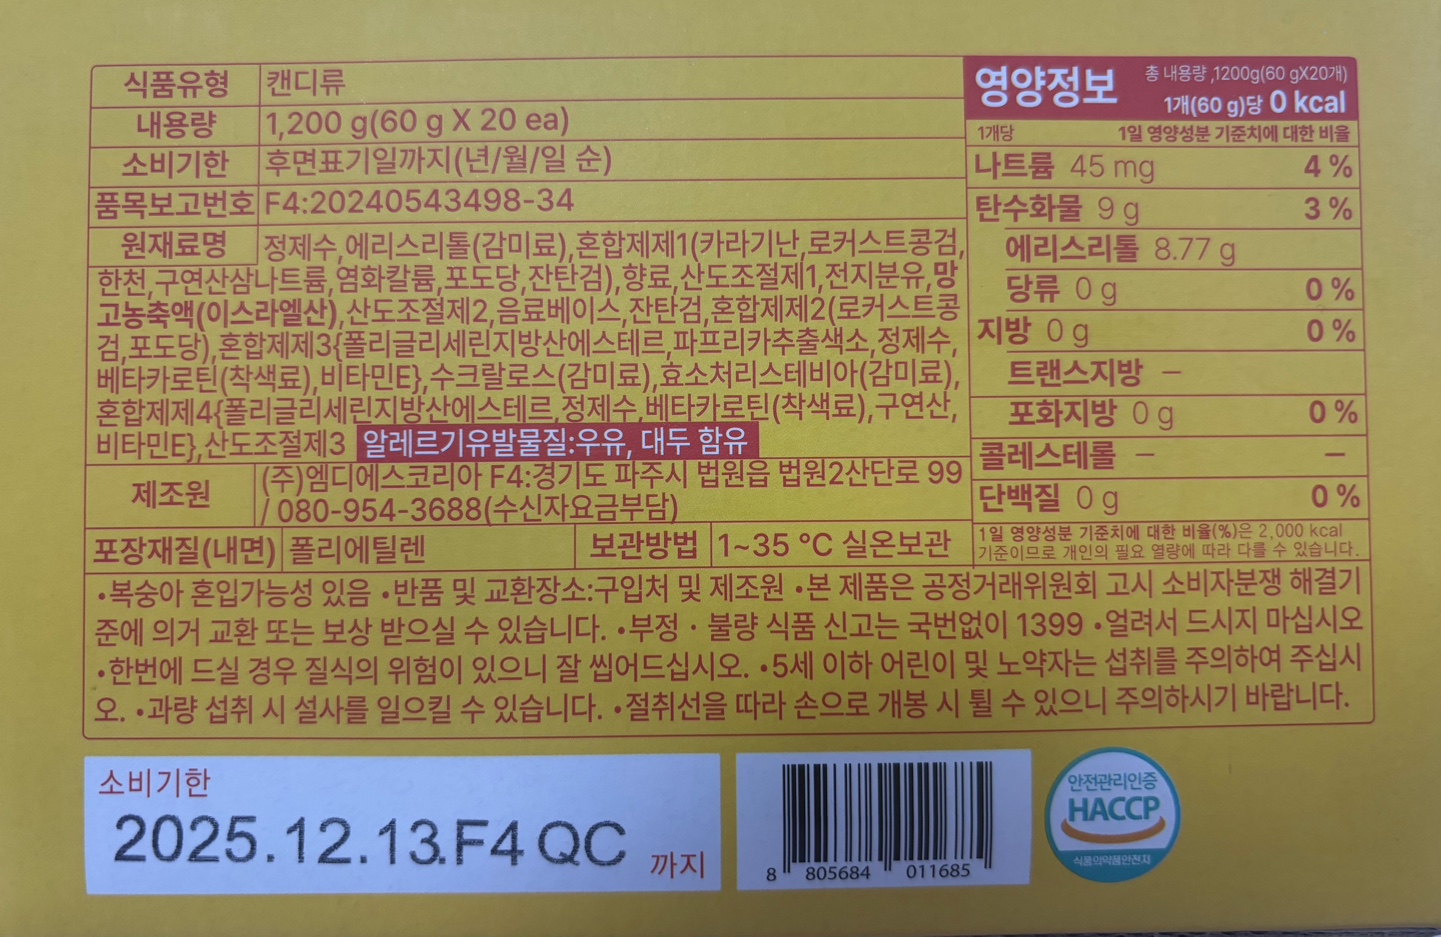 식품유형 캔디류
내용량 1,200 g(60 g X 20 ea)
소비기한 후면표기일까지(년/월/일 순)
품목보고번호 F4:20240543498-34
원재료명 정제수,에리스리톨(감미료),혼합제제1(카라기난,로커스트콩검,
한천,구연산삼나트륨,염화칼륨,포도당,잔탄검),향료,산도조절제1,전지분유,망
고농축액(이스라엘산),산도조절제2,음료베이스,잔탄검,혼합제제2(로커스트콩
검,포도당),혼합제제3{폴리글리세린지방산에스테르,파프리카추출색소,정제수,
베타카로틴(착색료),비타민E},수크랄로스(감미료),효소처리스테비아(감미료),
혼합제제4{폴리글리세린지방산에스테르,정제수,베타카로틴(착색료),구연산,
비타민E},산도조절제3 알레르기유발물질:우유, 대두 함유
제조원 (주)엠디에스코리아 F4:경기도 파주시 법원읍 법원2산단로 99
/ 080-954-3688(수신자요금부담)
포장재질(내면) 폴리에틸렌 보관방법 1~35 ℃ 실온보관
영양정보 총 내용량 ,1200g(60 gX20개)
1개(60 g)당 0 kcal
1개당 1일 영양성분 기준치에 대한 비율
나트륨 45 mg 4 %
탄수화물 9 g 3 %
에리스리톨 8.77 g
당류 0 g 0 %
지방 0 g 0 %
트랜스지방 –
포화지방 0 g 0 %
콜레스테롤 – –
단백질 0 g 0 %
1일 영양성분 기준치에 대한 비율(%)은 2,000 kcal
기준이므로 개인의 필요 열량에 따라 다를 수 있습니다.
•복숭아 혼입가능성 있음 •반품 및 교환장소:구입처 및 제조원 •본 제품은 공정거래위원회 고시 소비자분쟁 해결기
준에 의거 교환 또는 보상 받으실 수 있습니다. •부정 · 불량 식품 신고는 국번없이 1399 •얼려서 드시지 마십시오
•한번에 드실 경우 질식의 위험이 있으니 잘 씹어드십시오. •5세 이하 어린이 및 노약자는 섭취를 주의하여 주십시
오. •과량 섭취 시 설사를 일으킬 수 있습니다. •절취선을 따라 손으로 개봉 시 튈 수 있으니 주의하시기 바랍니다.
소비기한
2025.12.13.F4 QC 까지
8 805684 011685
안전관리인증
HACCP
식품의약품안전처